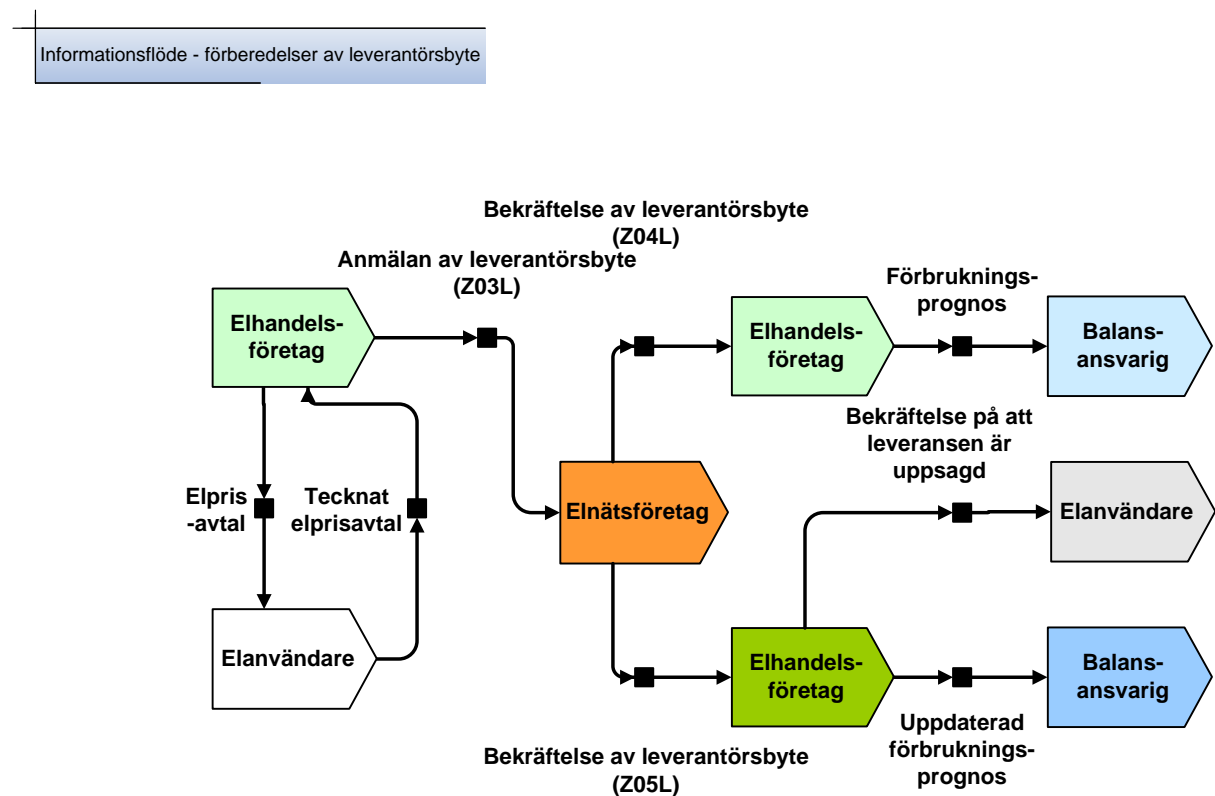 Informationsflöde - förberedelser av leverantörsbyte
Bekräftelse av leverantörsbyte
(Z04L)
Anmälan av leverantörsbyte
(Z03L)
Förbruknings-
prognos
Elhandels-
företag
Elhandels-
företag
Balans-
ansvarig
Bekräftelse på att
leveransen är
uppsagd
Elpris
-avtal
Tecknat
elprisavtal
Elnätsföretag
Elanvändare
Elanvändare
Elhandels-
företag
Balans-
ansvarig
Uppdaterad
förbruknings-
prognos
Bekräftelse av leverantörsbyte
(Z05L)